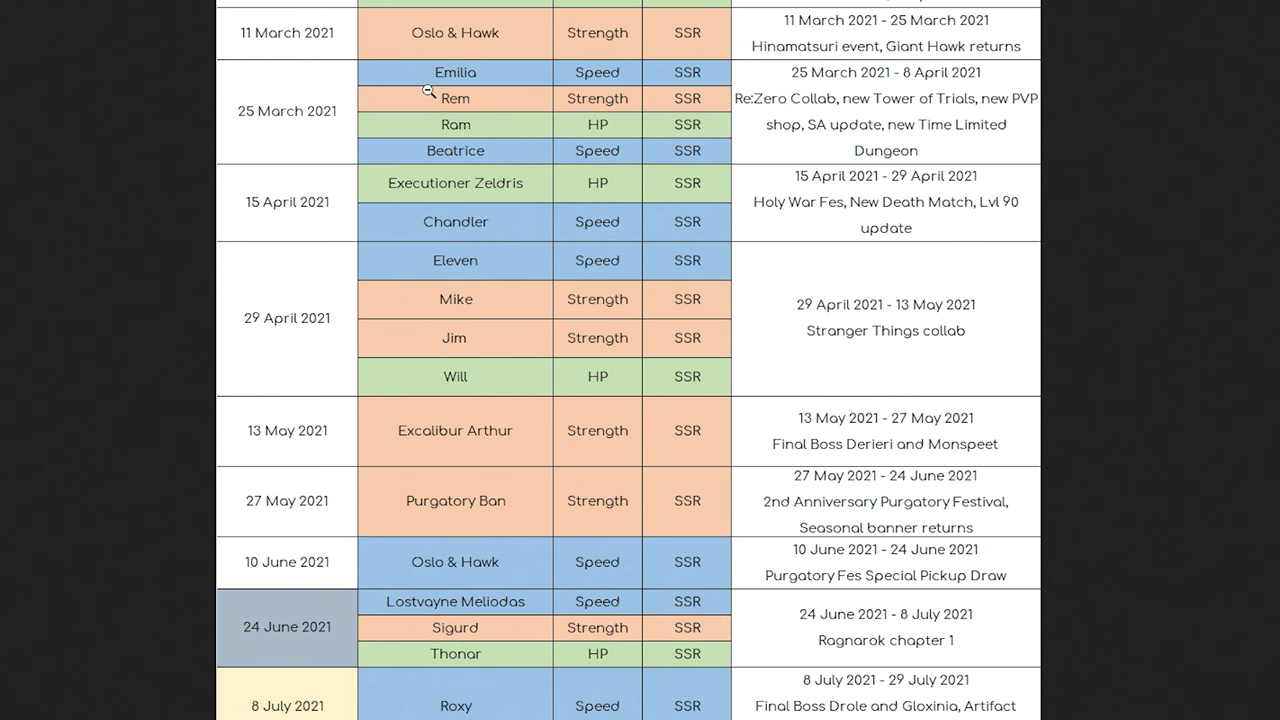 11 March 2021 Oslo & Hawk Strength SSR 11 March 2021 - 25 March 2021
Hinamatsuri event, Giant Hawk returns
25 March 2021 Emilia Speed SSR 25 March 2021 - 8 April 2021
Rem Strength SSR Re:Zero Collab, new Tower of Trials, new PVP
Ram HP SSR shop, SA update, new Time Limited
Beatrice Speed SSR Dungeon
15 April 2021 Executioner Zeldris HP SSR 15 April 2021 - 29 April 2021
Holy War Fes, New Death Match, Lvl 90
Chandler Speed SSR update
29 April 2021 Eleven Speed SSR 29 April 2021 - 13 May 2021
Mike Strength SSR Stranger Things collab
Jim Strength SSR
Will HP SSR
13 May 2021 Excalibur Arthur Strength SSR 13 May 2021 - 27 May 2021
Final Boss Derieri and Monspeet
27 May 2021 Purgatory Ban Strength SSR 27 May 2021 - 24 June 2021
2nd Anniversary Purgatory Festival,
Seasonal banner returns
10 June 2021 Oslo & Hawk Speed SSR 10 June 2021 - 24 June 2021
Purgatory Fes Special Pickup Draw
24 June 2021 Lostvayne Meliodas Speed SSR 24 June 2021 - 8 July 2021
Sigurd Strength SSR Ragnarok chapter 1
Thonar HP SSR
8 July 2021 Roxy Speed SSR 8 July 2021 - 29 July 2021
Final Boss Drole and Gloxinia, Artifact